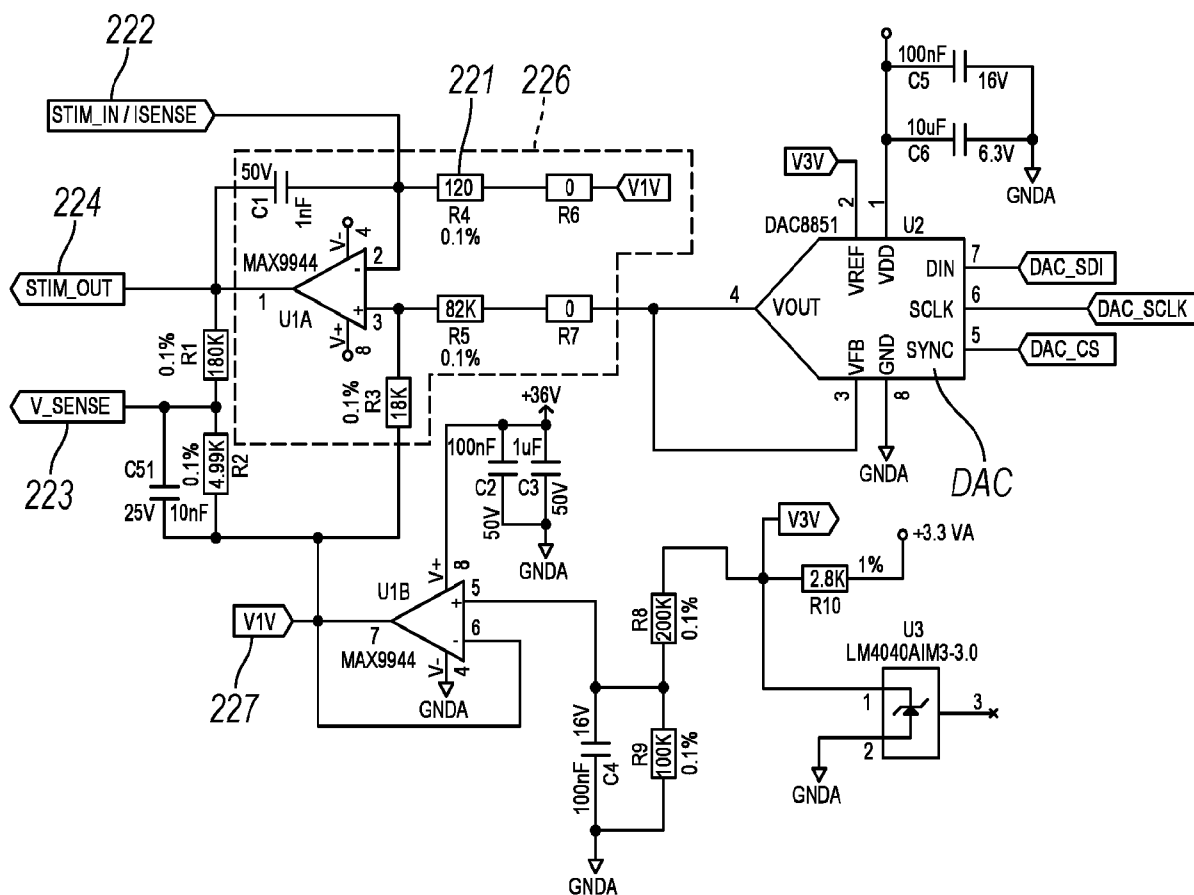 222
STIM_IN / ISENSE
221
226
50V
C1
1nF
120
R4
0.1%
0
R6
V1V
224
STIM_OUT
MAX9944
V-
4
2
-
1
U1A
+
3
V+
8
82K
R5
0.1%
0
R7
0.1%
180K
R1
V_SENSE
223
0.1%
4.99K
R2
C51
25V
10nF
0.1%
18K
R3
100nF
C5
16V
10uF
C6
6.3V
GNDA
V3V
2
1
DAC8851
U2
VREF
VDD
DIN
7
DAC_SDI
4
VOUT
SCLK
6
DAC_SCLK
SYNC
5
DAC_CS
VFB
GND
3
8
GNDA
DAC
+36V
100nF
C2
50V
1uF
C3
50V
GNDA
V1V
227
U1B
V+
8
5
+
6
-
7
MAX9944
V-
4
GNDA
V3V
+3.3 VA
2.8K
1%
R10
R8
200K
0.1%
U3
LM4040AIM3-3.0
1
2
3
GNDA
16V
100nF
C4
R9
100K
0.1%
GNDA